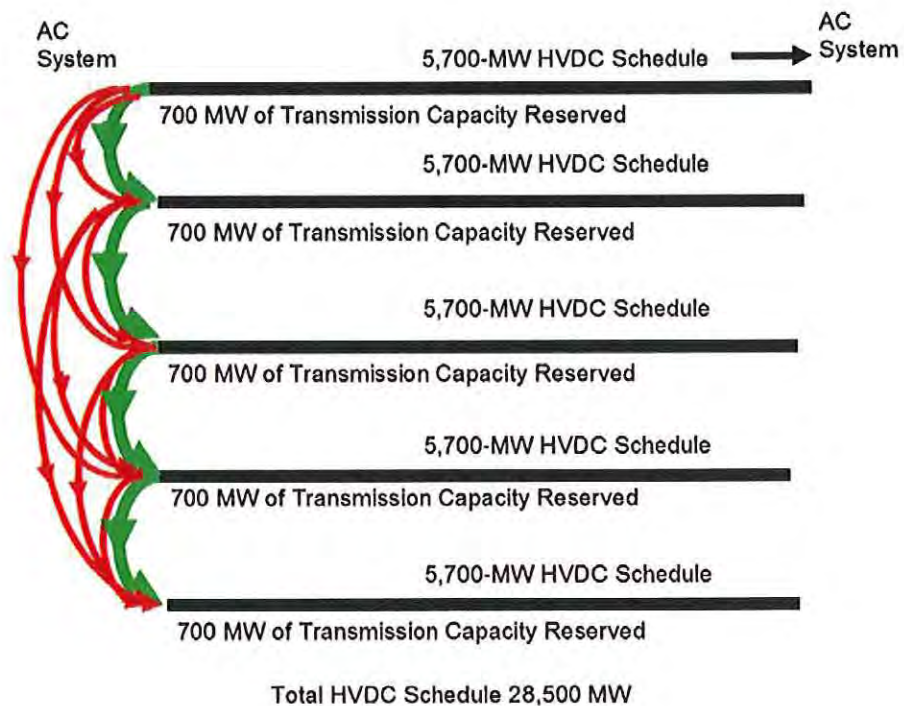 AC
System
5,700-MW HVDC Schedule
AC
System
700 MW of Transmission Capacity Reserved
5,700-MW HVDC Schedule
700 MW of Transmission Capacity Reserved
5,700-MW HVDC Schedule
700 MW of Transmission Capacity Reserved
5,700-MW HVDC Schedule
700 MW of Transmission Capacity Reserved
5,700-MW HVDC Schedule
700 MW of Transmission Capacity Reserved
Total HVDC Schedule 28,500 MW